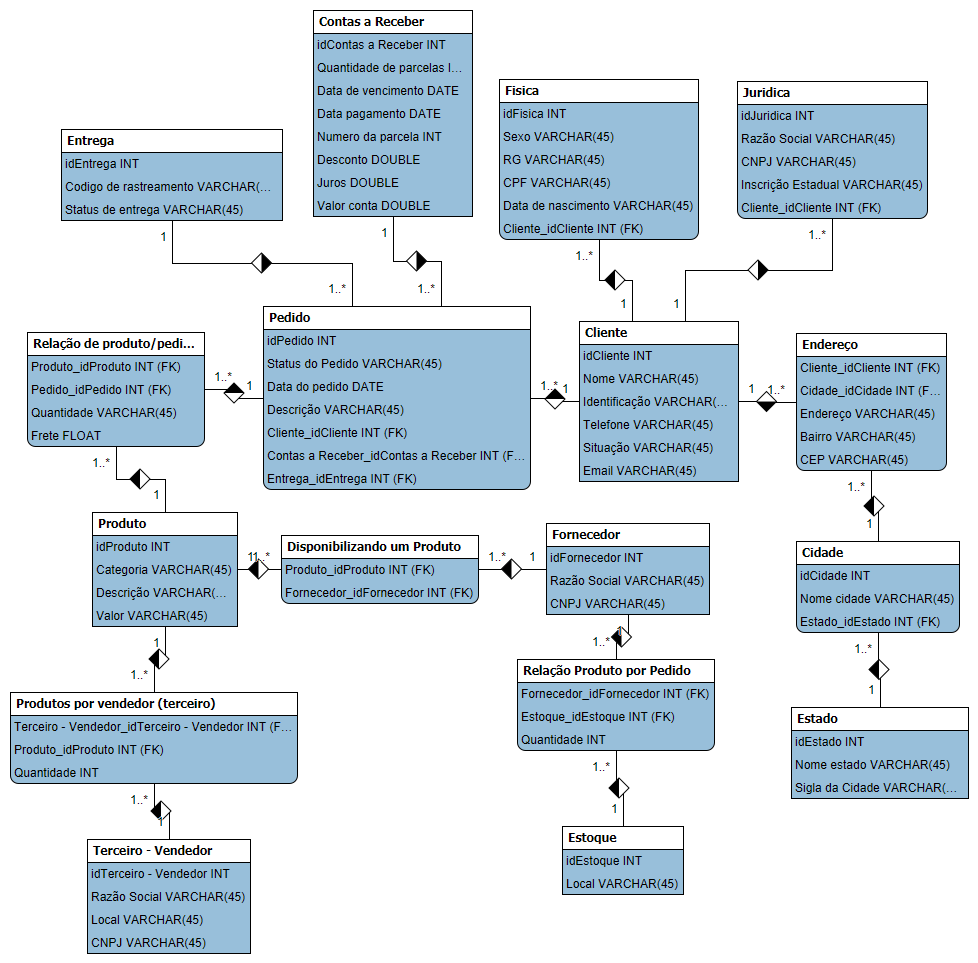 Contas a Receber
idContas a Receber INT
Quantidade de parcelas I...
Data de vencimento DATE
Data pagamento DATE
Numero da parcela INT
Desconto DOUBLE
Juros DOUBLE
Valor conta DOUBLE
1
1..*
Fisica
idFisica INT
Sexo VARCHAR(45)
RG VARCHAR(45)
CPF VARCHAR(45)
Data de nascimento VARCHAR(45)
Cliente_idCliente INT (FK)
1..*
1
Juridica
idJuridica INT
Razão Social VARCHAR(45)
CNPJ VARCHAR(45)
Inscrição Estadual VARCHAR(45)
Cliente_idCliente INT (FK)
1..*
1
Entrega
idEntrega INT
Codigo de rastreamento VARCHAR(...
Status de entrega VARCHAR(45)
1
1..*
Relação de produto/pedi...
Produto_idProduto INT (FK)
Pedido_idPedido INT (FK)
Quantidade VARCHAR(45)
Frete FLOAT
1..*
1
1..*
1
Pedido
idPedido INT
Status do Pedido VARCHAR(45)
Data do pedido DATE
Descrição VARCHAR(45)
Cliente_idCliente INT (FK)
Contas a Receber_idContas a Receber INT (F...
Entrega_idEntrega INT (FK)
1..*
1
Cliente
idCliente INT
Nome VARCHAR(45)
Identificação VARCHAR(...
Telefone VARCHAR(45)
Situação VARCHAR(45)
Email VARCHAR(45)
1
1..*
Endereço
Cliente_idCliente INT (FK)
Cidade_idCidade INT (F...
Endereço VARCHAR(45)
Bairro VARCHAR(45)
CEP VARCHAR(45)
1..*
1
Produto
idProduto INT
Categoria VARCHAR(45)
Descrição VARCHAR(...
Valor VARCHAR(45)
1
1..*
1
1..*
Disponibilizando um Produto
Produto_idProduto INT (FK)
Fornecedor_idFornecedor INT (FK)
1..*
1
Fornecedor
idFornecedor INT
Razão Social VARCHAR(45)
CNPJ VARCHAR(45)
1
1..*
Cidade
idCidade INT
Nome cidade VARCHAR(45)
Estado_idEstado INT (FK)
1..*
1
Produtos por vendedor (terceiro)
Terceiro - Vendedor_idTerceiro - Vendedor INT (F...
Produto_idProduto INT (FK)
Quantidade INT
1..*
1
Relação Produto por Pedido
Fornecedor_idFornecedor INT (FK)
Estoque_idEstoque INT (FK)
Quantidade INT
1..*
1
Estado
idEstado INT
Nome estado VARCHAR(45)
Sigla da Cidade VARCHAR(...
Terceiro - Vendedor
idTerceiro - Vendedor INT
Razão Social VARCHAR(45)
Local VARCHAR(45)
CNPJ VARCHAR(45)
Estoque
idEstoque INT
Local VARCHAR(45)